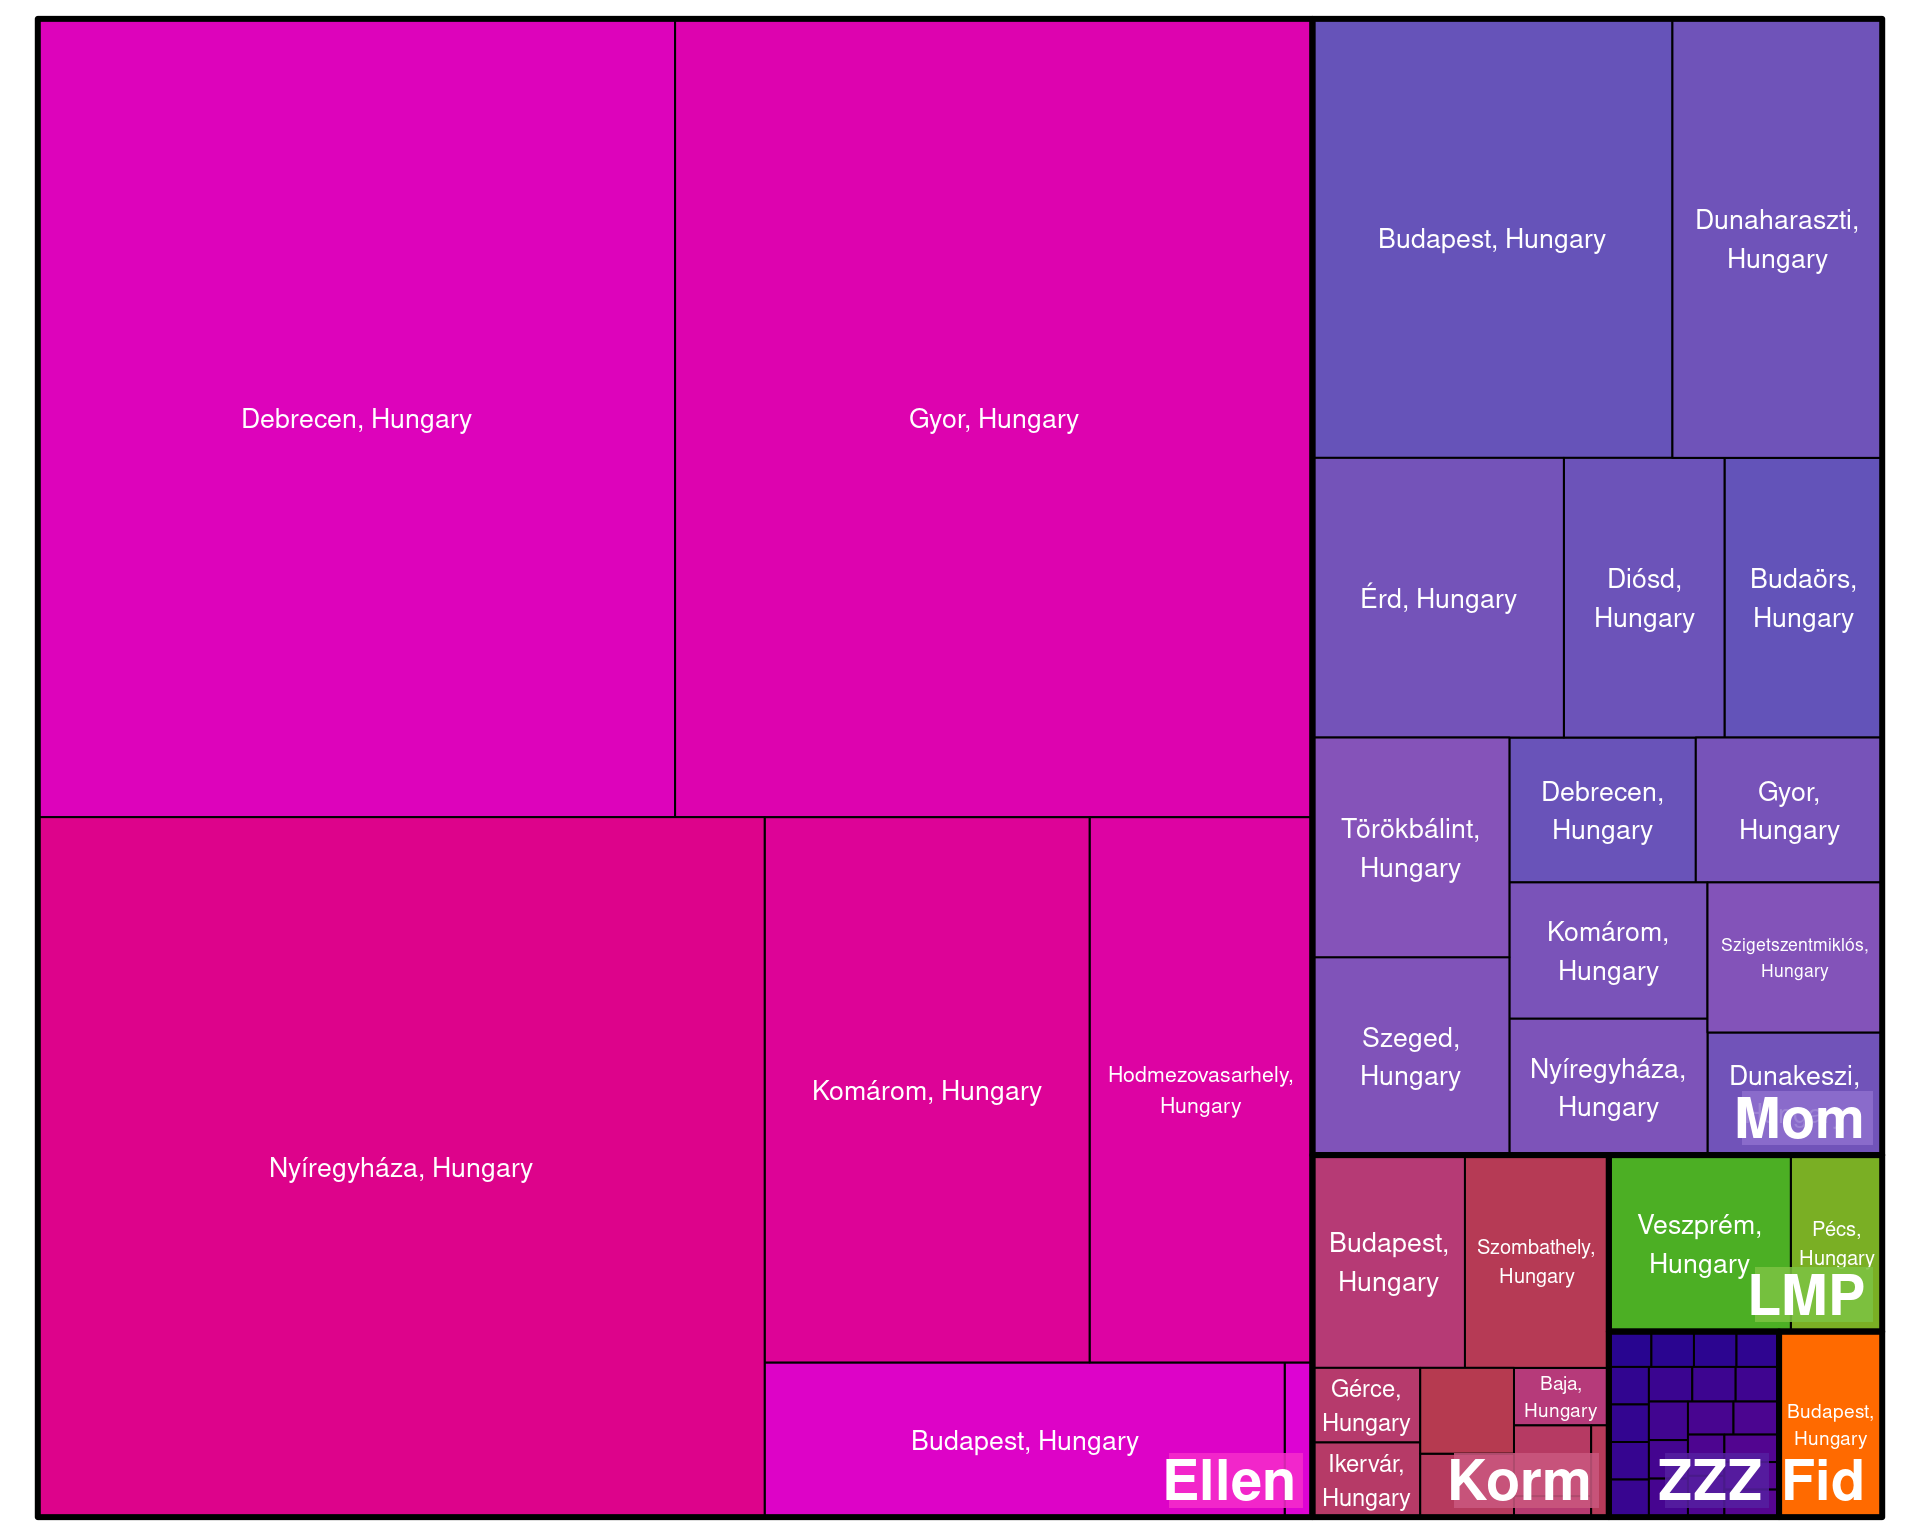 Debrecen, Hungary
Gyor, Hungary
Nyíregyháza, Hungary
Komárom, Hungary
Hodmezovasarhely,
Hungary
Budapest, Hungary
Ellen
Budapest, Hungary
Dunaharaszti,
Hungary
Érd, Hungary
Diósd,
Hungary
Budaörs,
Hungary
Törökbálint,
Hungary
Debrecen,
Hungary
Gyor,
Hungary
Szeged,
Hungary
Komárom,
Hungary
Szigetszentmiklós,
Hungary
Nyíregyháza,
Hungary
Dunakeszi,
Mom
Budapest,
Hungary
Szombathely,
Hungary
Gérce,
Hungary
Baja,
Hungary
Ikervár,
Hungary
Korm
Veszprém,
Hungary
Pécs,
Hungary
LMP
ZZZ
Budapest,
Hungary
Fid